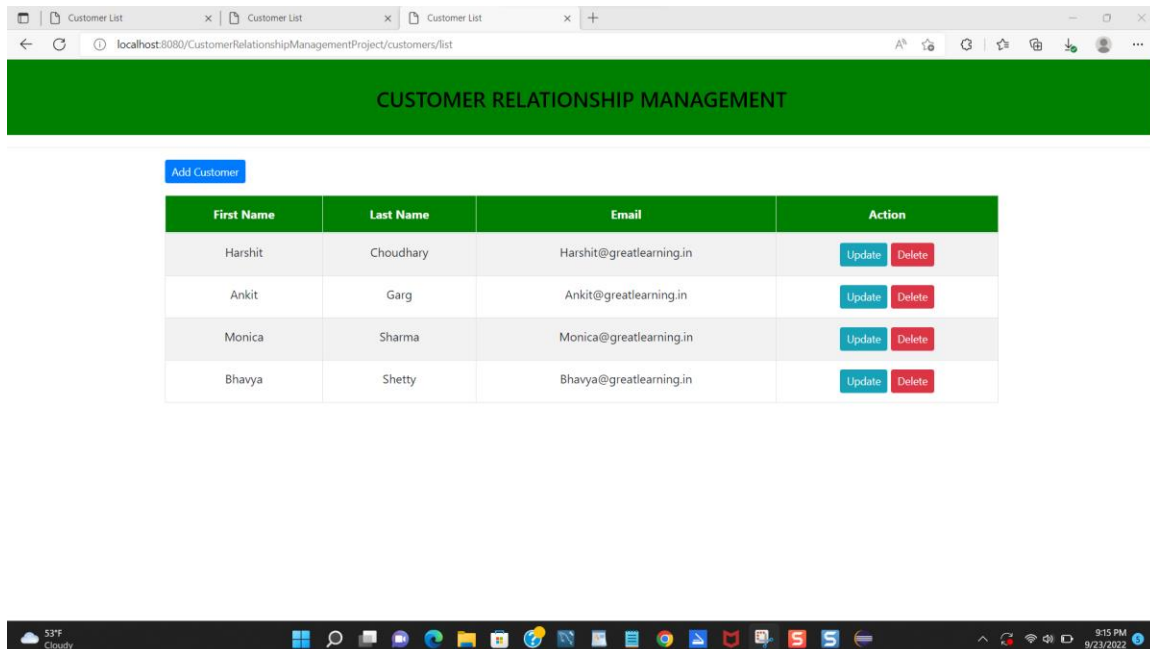 Customer List Customer List Customer List
localhost:8080/CustomerRelationshipManagementProject/customers/list
CUSTOMER RELATIONSHIP MANAGEMENT
Add Customer
First Name Last Name Email Action
Harshit Choudhary Harshit@greatlearning.in Update Delete
Ankit Garg Ankit@greatlearning.in Update Delete
Monica Sharma Monica@greatlearning.in Update Delete
Bhavya Shetty Bhavya@greatlearning.in Update Delete
53°F 9:15 PM
Cloudy 9/23/2022